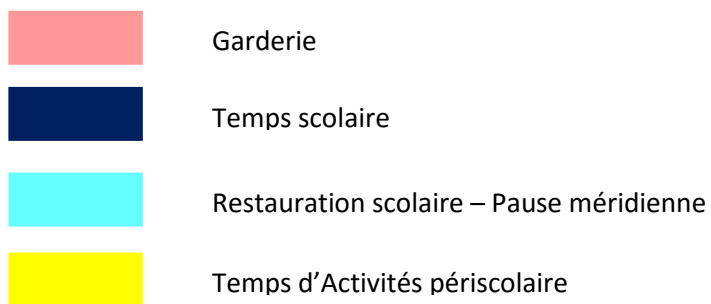 Garderie
Temps scolaire
Restauration scolaire – Pause méridienne
Temps d’Activités périscolaire